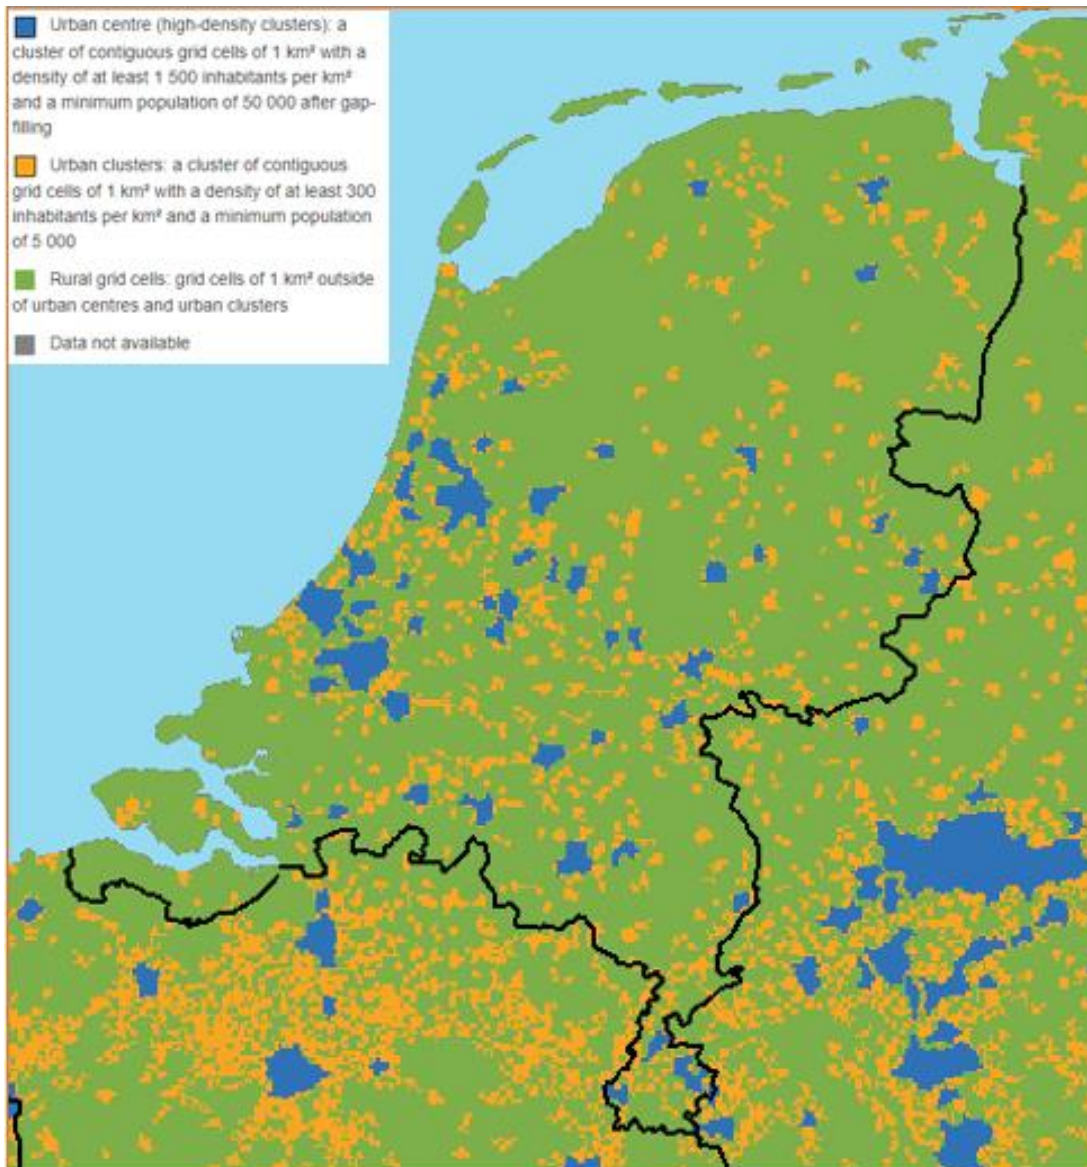 Urban centre (high-density clusters): a
cluster of contiguous grid cells of 1 km² with a
density of at least 1 500 inhabitants per km²
and a minimum population of 50 000 after gap-
filling
Urban clusters: a cluster of contiguous
grid cells of 1 km² with a density of at least 300
inhabitants per km² and a minimum population
of 5 000
Rural grid cells: grid cells of 1 km² outside
of urban centres and urban clusters
Data not available